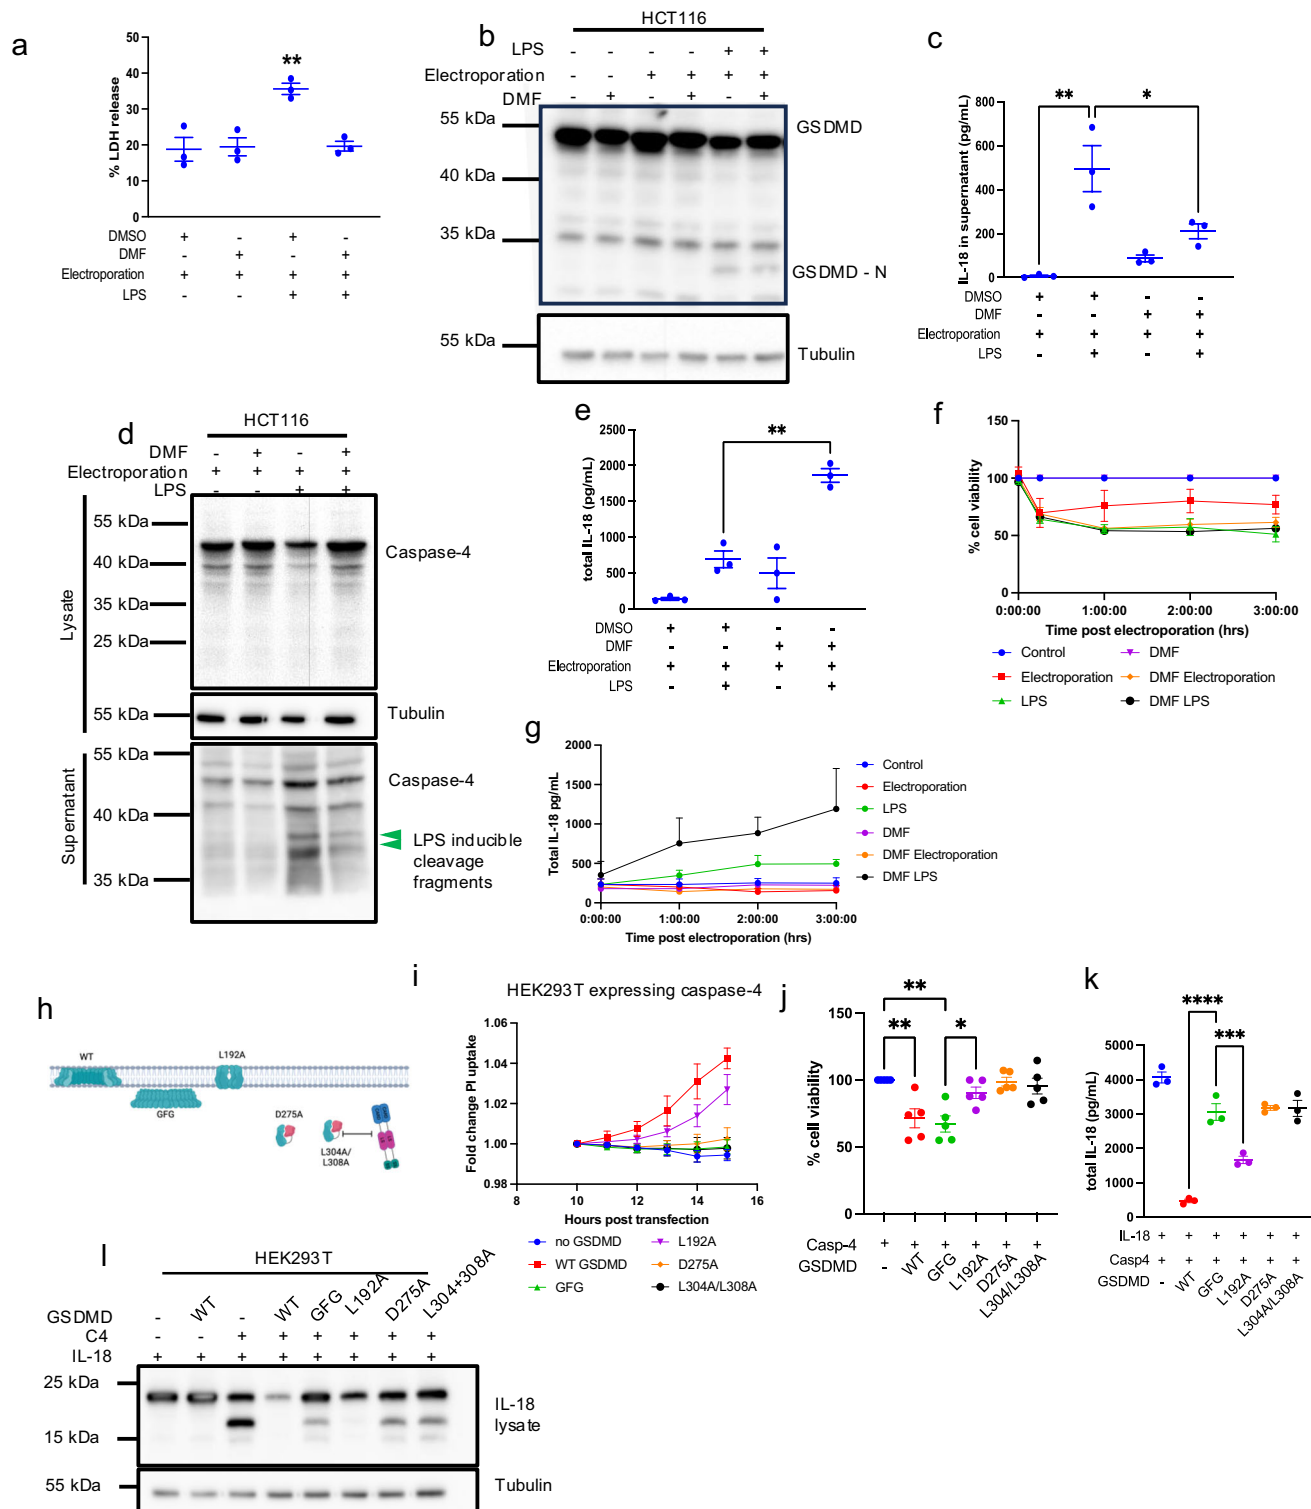 a
50
40
30
20
10
0
% LDH release
**
DMSO + - + -
DMF - + - +
Electroporation + + + +
LPS - - + +
b
HCT116
LPS - - - - + +
Electroporation - - + + + +
DMF - + - + - +
55 kDa
GSDMD
40 kDa
35 kDa
GSDMD - N
55 kDa
Tubulin
c
800
600
400
200
0
IL-18 in supernatant (pg/mL)
** *
DMSO + + - -
DMF - - + +
Electroporation + + + +
LPS - + - +
d
HCT116
DMF - + - +
Electroporation + + + +
LPS - - + +
Lysate
55 kDa
Caspase-4
40 kDa
35 kDa
25 kDa
55 kDa
Tubulin
Supernatant
55 kDa
Caspase-4
40 kDa
LPS inducible
cleavage
fragments
35 kDa
e
2500
2000
1500
1000
500
0
total IL-18 (pg/mL)
**
DMSO + + - -
DMF - - + +
Electroporation + + + +
LPS - + - +
f
100
50
0
% cell viability
0:00:00 1:00:00 2:00:00 3:00:00
Time post electroporation (hrs)
Control DMF
Electroporation DMF Electroporation
LPS DMF LPS
g
2000
1500
1000
500
0
Total IL-18 pg/mL
0:00:00 1:00:00 2:00:00 3:00:00
Time post electroporation (hrs)
Control
Electroporation
LPS
DMF
DMF Electroporation
DMF LPS
h
WT
L192A
GFG
D275A
L304A/
L308A
i
HEK293T expressing caspase-4
1.06
1.04
1.02
1.00
0.98
Fold change PI uptake
8 10 12 14 16
Hours post transfection
no GSDMD L192A
WT GSDMD D275A
GFG L304A/L308A
j
150
100
50
0
% cell viability
**
** *
Casp-4 + + + + + +
GSDMD - WT GFG L192A D275A L304/L308A
k
5000
4000
3000
2000
1000
0
total IL-18 (pg/mL)
****
***
IL-18 + + + + + +
Casp4 + + + + + +
GSDMD - WT GFG L192A D275A L304A/L308A
l
HEK293T
GSDMD - WT - WT GFG L192A D275A L304+308A
C4 - - + + + + + +
IL-18 + + + + + + + +
25 kDa
IL-18
lysate
15 kDa
55 kDa
Tubulin